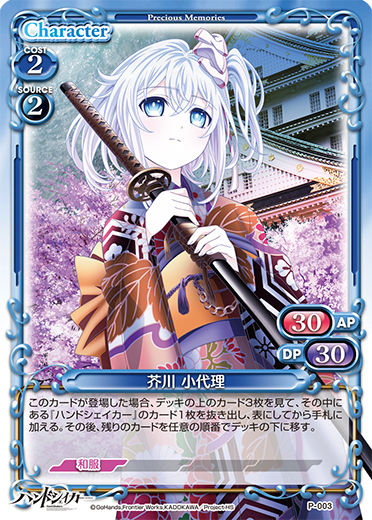 Precious Memories
Character
COST
2
SOURCE
2
30 AP
DP 30
芥川 小代理
このカードが登場した場合、デッキの上のカード3枚を見て、その中に
ある『ハンドシェイカー』のカード1枚を抜き出し、表にしてから手札に
加える。その後、残りのカードを任意の順番でデッキの下に移す。
和服
ハンドシェイカー
©GoHands,Frontier Works,KADOKAWA／Project-HS
P-003